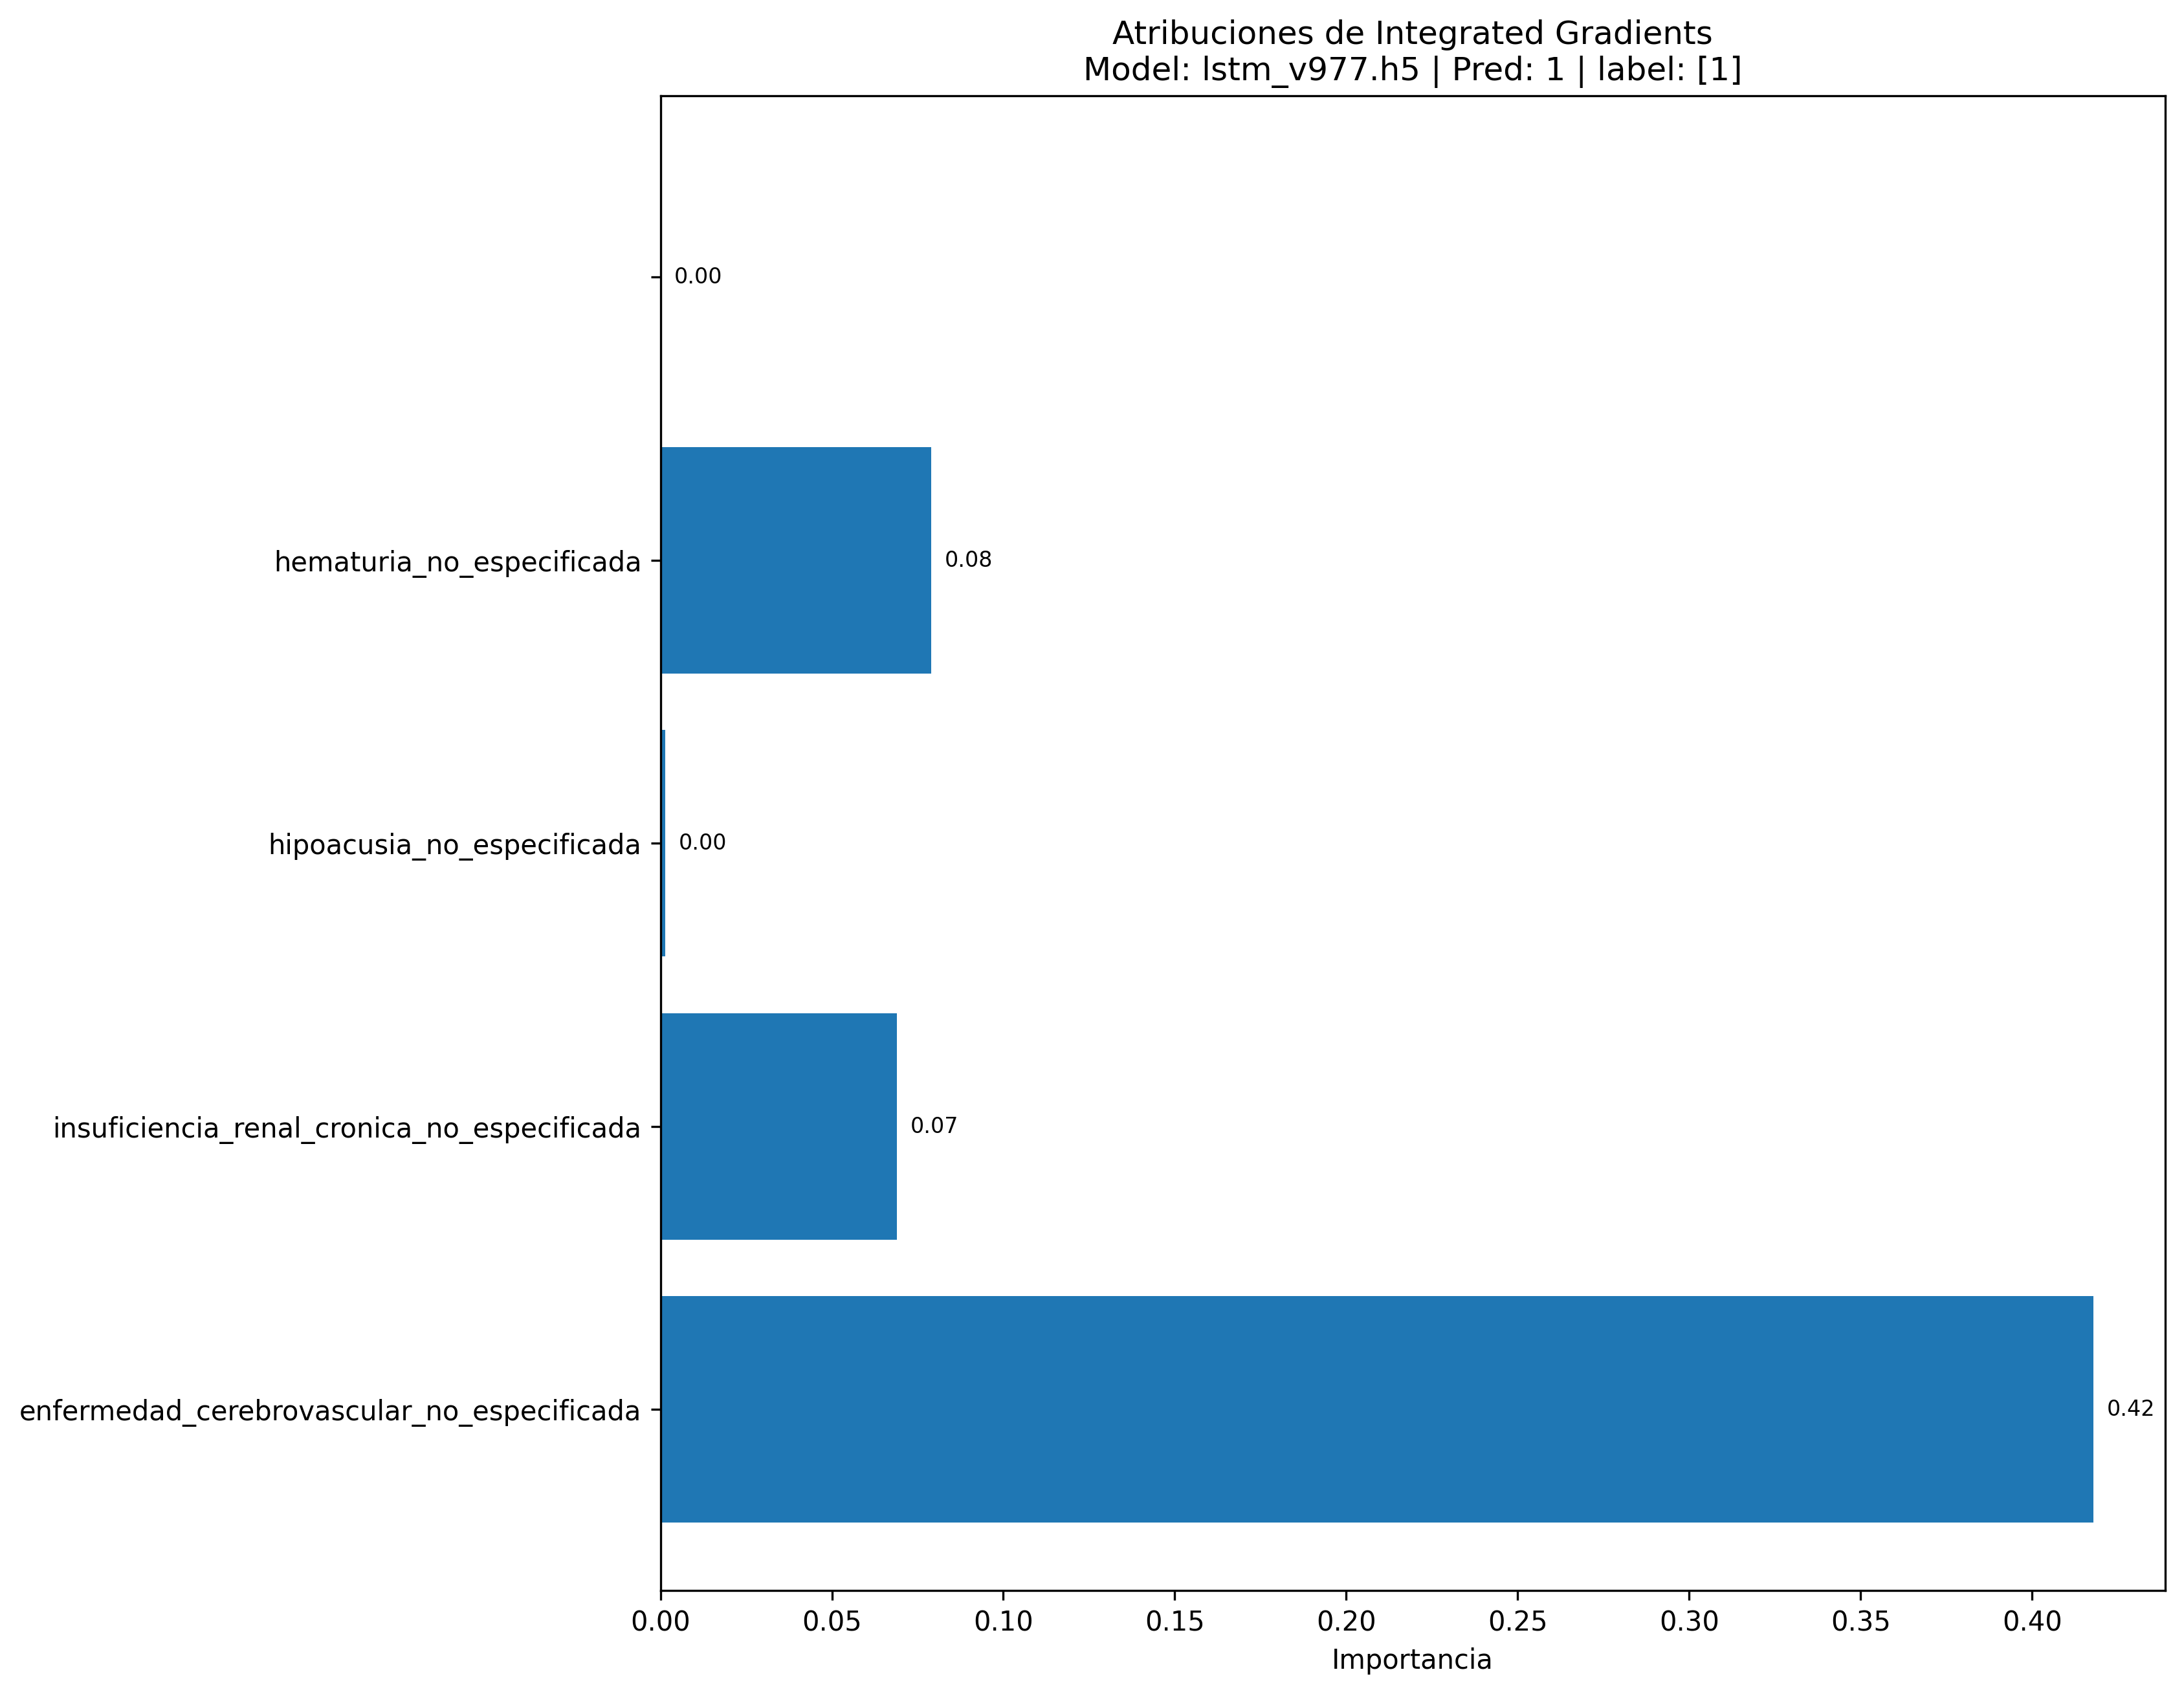 Atribuciones de Integrated Gradients
Model: lstm_v977.h5 | Pred: 1 | label: [1]
0.00
hematuria_no_especificada 0.08
hipoacusia_no_especificada 0.00
insuficiencia_renal_cronica_no_especificada 0.07
enfermedad_cerebrovascular_no_especificada 0.42
0.00 0.05 0.10 0.15 0.20 0.25 0.30 0.35 0.40
Importancia